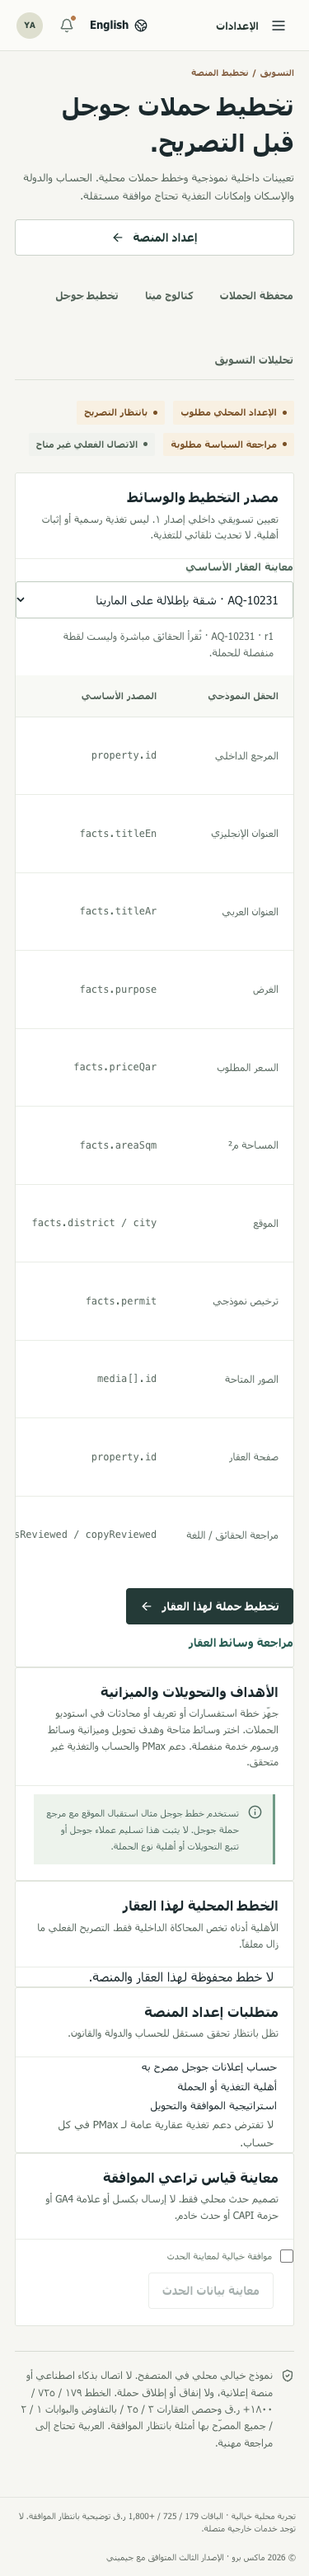 الإعدادات
English
YA
التسويق / تخطيط المنصة
تخطيط حملات جوجل
قبل التصريح.
تعيينات داخلية نموذجية وخطط حملات محلية. الحساب والدولة
والإسكان وإمكانات التغذية تحتاج موافقة مستقلة.
إعداد المنصة ←
محفظة الحملات
كتالوج ميتا
تخطيط جوجل
تحليلات التسويق
الإعداد المحلي مطلوب
بانتظار التصريح
مراجعة السياسة مطلوبة
الاتصال الفعلي غير متاح
مصدر التخطيط والوسائط
تعيين تسويقي داخلي إصدار ١. ليس تغذية رسمية أو إثبات
أهلية. لا تحديث تلقائي للتغذية.
معاينة العقار الأساسي
AQ-10231 · شقة بإطلالة على المارينا
AQ-10231 · r1 · تُقرأ الحقائق مباشرة وليست لقطة
منفصلة للحملة.
الحقل النموذجي
المصدر الأساسي
المرجع الداخلي
property.id
العنوان الإنجليزي
facts.titleEn
العنوان العربي
facts.titleAr
الغرض
facts.purpose
السعر المطلوب
facts.priceQar
المساحة م²
facts.areaSqm
الموقع
facts.district / city
ترخيص نموذجي
facts.permit
الصور المتاحة
media[].id
صفحة العقار
property.id
مراجعة الحقائق / اللغة
sReviewed / copyReviewed
تخطيط حملة لهذا العقار ←
مراجعة وسائط العقار
الأهداف والتحويلات والميزانية
جهّز خطة استفسارات أو تعريف أو محادثات في استوديو
الحملات. اختر وسائط متاحة وهدف تحويل وميزانية وسائط
ورسوم خدمة منفصلة. دعم PMax والحساب والتغذية غير
متحقق.
تستخدم خطط جوجل مثال استقبال الموقع مع مرجع
حملة جوجل. لا يثبت هذا تسليم عملاء جوجل أو
تتبع التحويلات أو أهلية نوع الحملة.
الخطط المحلية لهذا العقار
الأهلية أدناه تخص المحاكاة الداخلية فقط. التصريح الفعلي ما
زال معلقاً.
لا خطط محفوظة لهذا العقار والمنصة.
متطلبات إعداد المنصة
تظل بانتظار تحقق مستقل للحساب والدولة والقانون.
حساب إعلانات جوجل مصرح به
أهلية التغذية أو الحملة
استراتيجية الموافقة والتحويل
لا تفترض دعم تغذية عقارية عامة لـ PMax في كل
حساب.
معاينة قياس تراعي الموافقة
تصميم حدث محلي فقط. لا إرسال بكسل أو علامة GA4 أو
حزمة CAPI أو حدث خادم.
موافقة خيالية لمعاينة الحدث
معاينة بيانات الحدث
نموذج خيالي محلي في المتصفح. لا اتصال بذكاء اصطناعي أو
منصة إعلانية، ولا إنفاق أو إطلاق حملة. الخطط ١٧٩ / ٧٢٥ /
١٨٠٠+ ر.ق وحصص العقارات ٣ / ٢٥ / بالتفاوض والبوابات ١ / ٢
/ جميع المصرّح بها أمثلة بانتظار الموافقة. العربية تحتاج إلى
مراجعة مهنية.
تجربة محلية خيالية · الباقات 179 / 725 / +1,800 ر.ق توضيحية بانتظار الموافقة. لا
توجد خدمات خارجية متصلة.
© 2026 ماكس برو · الإصدار الثالث المتوافق مع جيميني